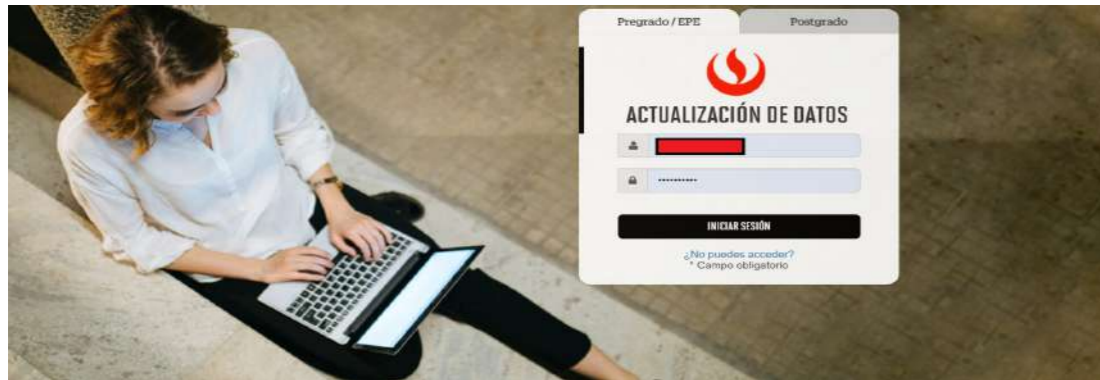 Pregrado / EPE
Postgrado
ACTUALIZACIÓN DE DATOS
INICIAR SESIÓN
¿No puedes acceder?
* Campo obligatorio